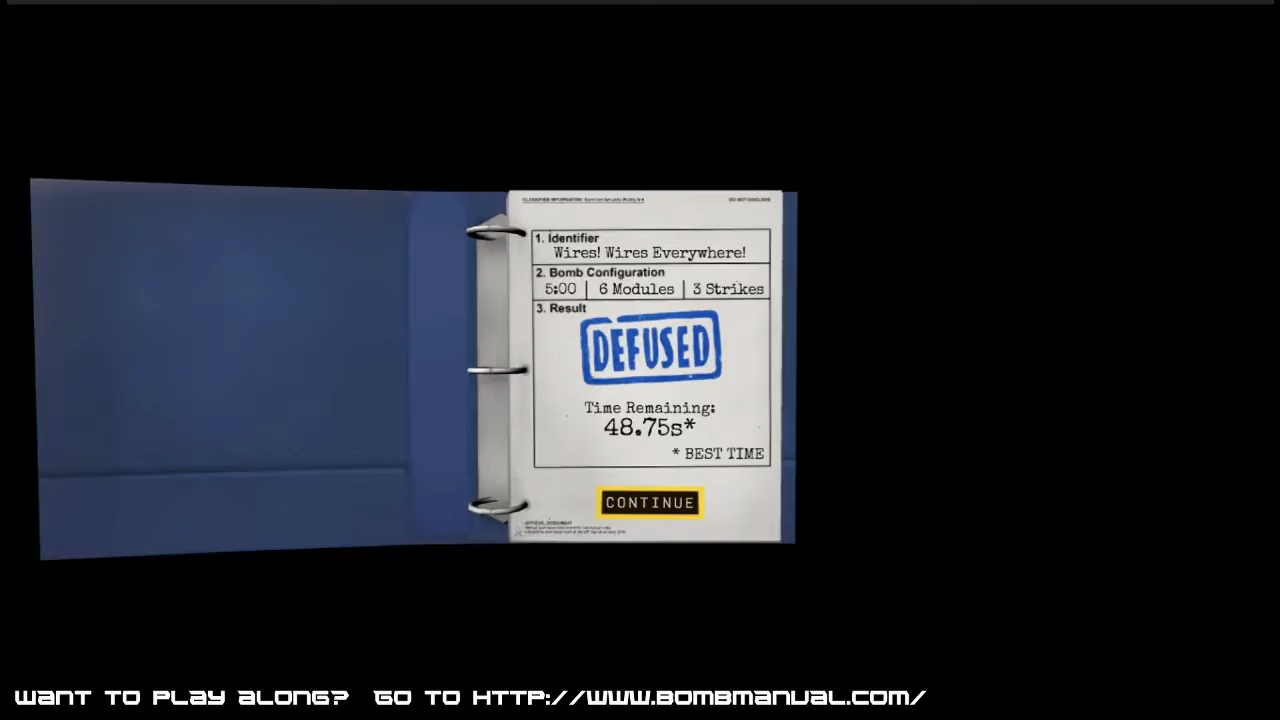 1. Identifier
Wires! Wires Everywhere!
2. Bomb Configuration
5:00 6 Modules 3 Strikes
3. Result
DEFUSED
Time Remaining:
48.75s*
* BEST TIME
CONTINUE
WANT TO PLAY ALONG? GO TO HTTP://WWW.BOMBMANUAL.COM/